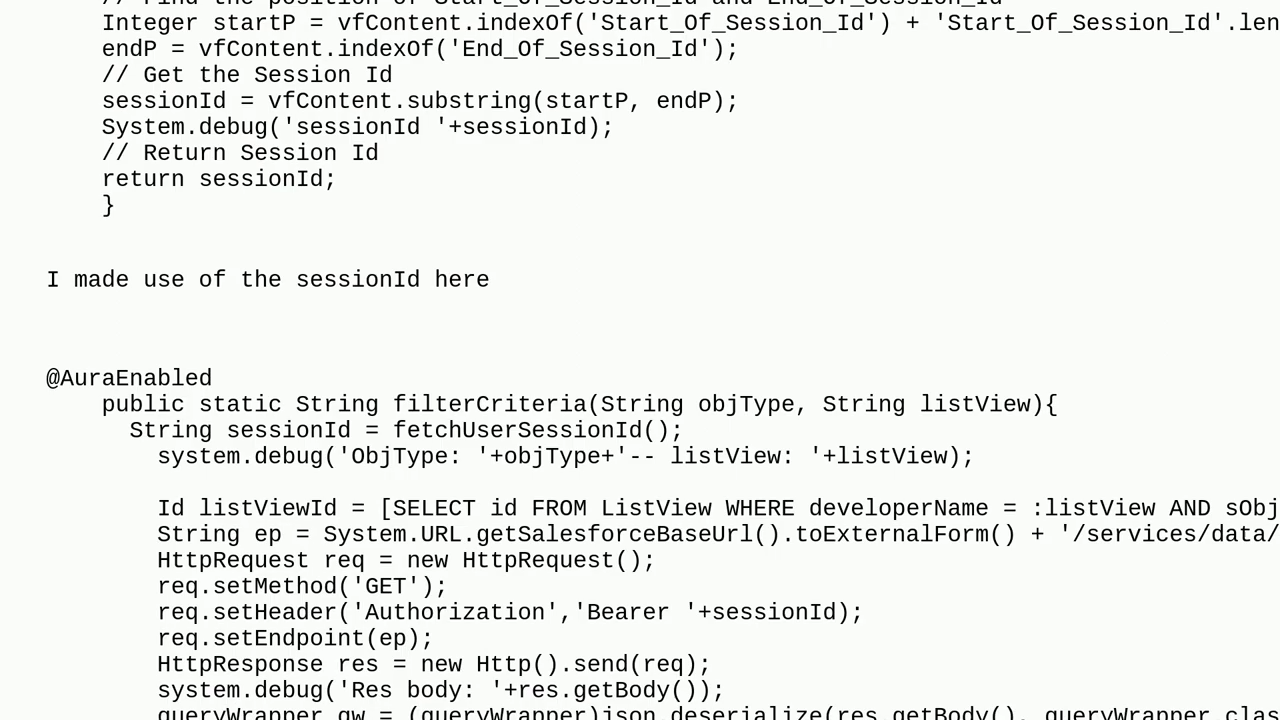 // Find the position of Start_Of_Session_Id and End_Of_Session_Id
Integer startP = vfContent.indexOf('Start_Of_Session_Id') + 'Start_Of_Session_Id'.len
endP = vfContent.indexOf('End_Of_Session_Id');
// Get the Session Id
sessionId = vfContent.substring(startP, endP);
System.debug('sessionId '+sessionId);
// Return Session Id
return sessionId;
}
I made use of the sessionId here
@AuraEnabled
public static String filterCriteria(String objType, String listView){
String sessionId = fetchUserSessionId();
system.debug('ObjType: '+objType+'-- listView: '+listView);
Id listViewId = [SELECT id FROM ListView WHERE developerName = :listView AND sObj
String ep = System.URL.getSalesforceBaseUrl().toExternalForm() + '/services/data/
HttpRequest req = new HttpRequest();
req.setMethod('GET');
req.setHeader('Authorization','Bearer '+sessionId);
req.setEndpoint(ep);
HttpResponse res = new Http().send(req);
system.debug('Res body: '+res.getBody());
queryWrapper qw = (queryWrapper)json.deserialize(res.getBody(), queryWrapper.clas